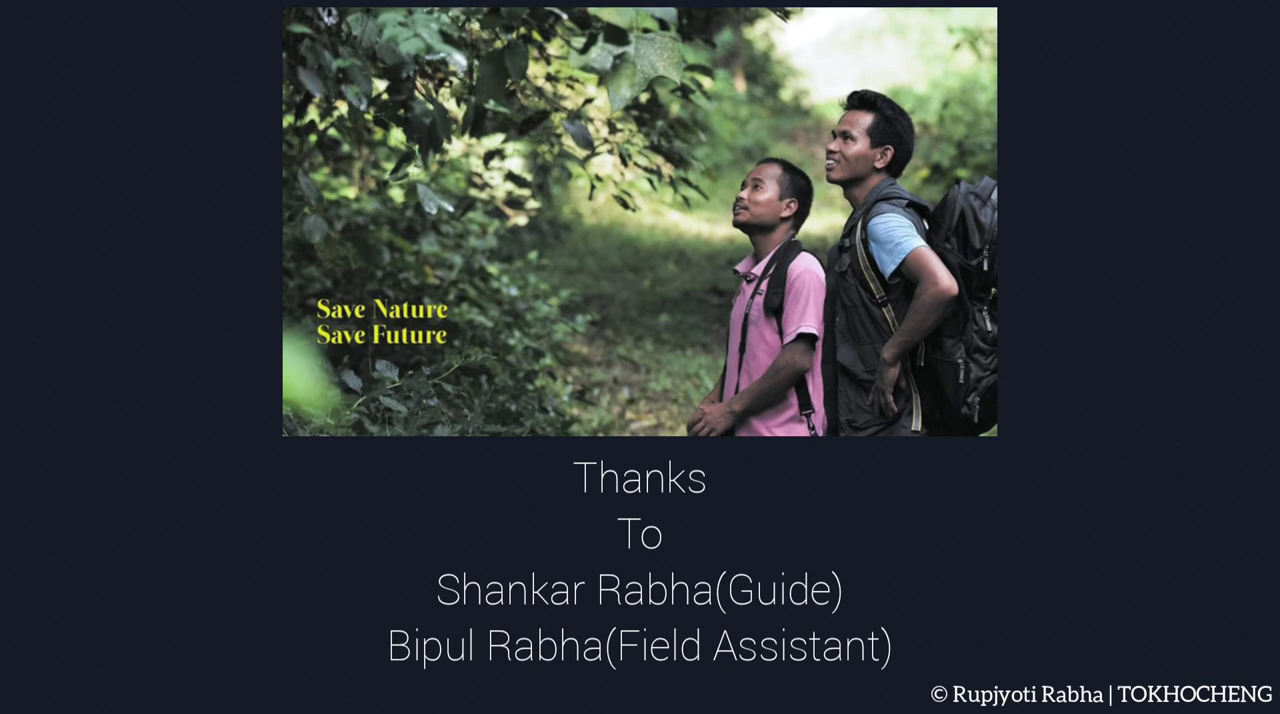 Save Nature
Save Future
Thanks
To
Shankar Rabha(Guide)
Bipul Rabha(Field Assistant)
© Rupjyoti Rabha | TOKHOCHENG